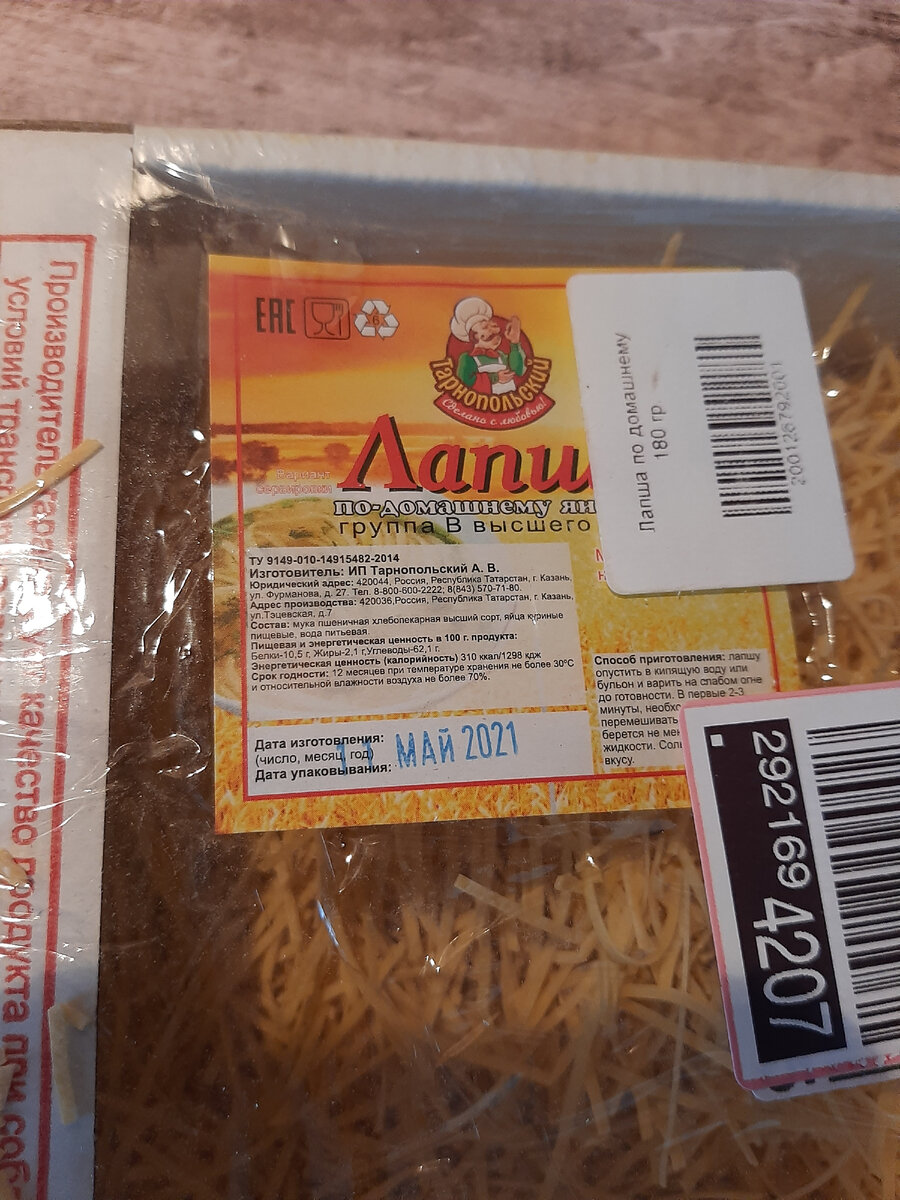 Производитель гарантирует качество продукта при соб-
условий транс
ЕАС
6
Тарнопольский
Сделано с любовью!
Лапш
по-домашнему яи
группа В высшего
Вариант
сервировки
ТУ 9149-010-14915482-2014
Изготовитель: ИП Тарнопольский А. В.
Юридический адрес: 420044, Россия, Республика Татарстан, г. Казань,
ул. Фурманова, д. 27. Тел. 8-800-600-2222; 8(843) 570-71-80.
Адрес производства: 420036,Россия, Республика Татарстан, г. Казань,
ул.Тэцевская, д.7
Состав: мука пшеничная хлебопекарная высший сорт, яйца куриные
пищевые, вода питьевая.
Пищевая и энергетическая ценность в 100 г. продукта:
Белки-10,5 г, Жиры-2,1 г,Углеводы-62,1 г.
Энергетическая ценность (калорийность) 310 ккал/1298 кдж
Срок годности: 12 месяцев при температуре хранения не более 30°С
и относительной влажности воздуха не более 70%.
Дата изготовления:
(число, месяц, год)
Дата упаковывания:
МАЙ 2021
Способ приготовления: лапшу
опустить в кипящую воду или
бульон и варить на слабом огне
до готовности. В первые 2-3
минуты, необхо
перемешивать
берется не мен
жидкости. Соль
вкусу.
Лапша по домашнему
180 гр
2001126792001
292169 4207